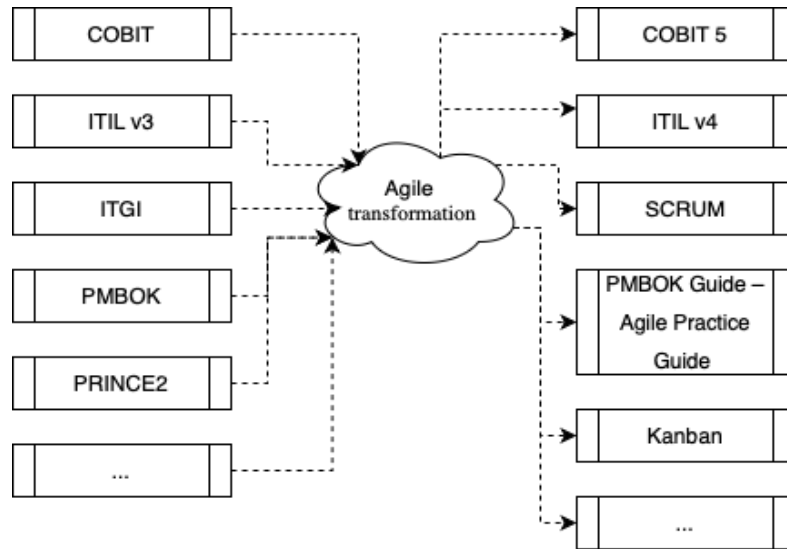 COBIT
ITIL v3
ITGI
PMBOK
PRINCE2
...
Agile
transformation
COBIT 5
ITIL v4
SCRUM
PMBOK Guide –
Agile Practice
Guide
Kanban
...